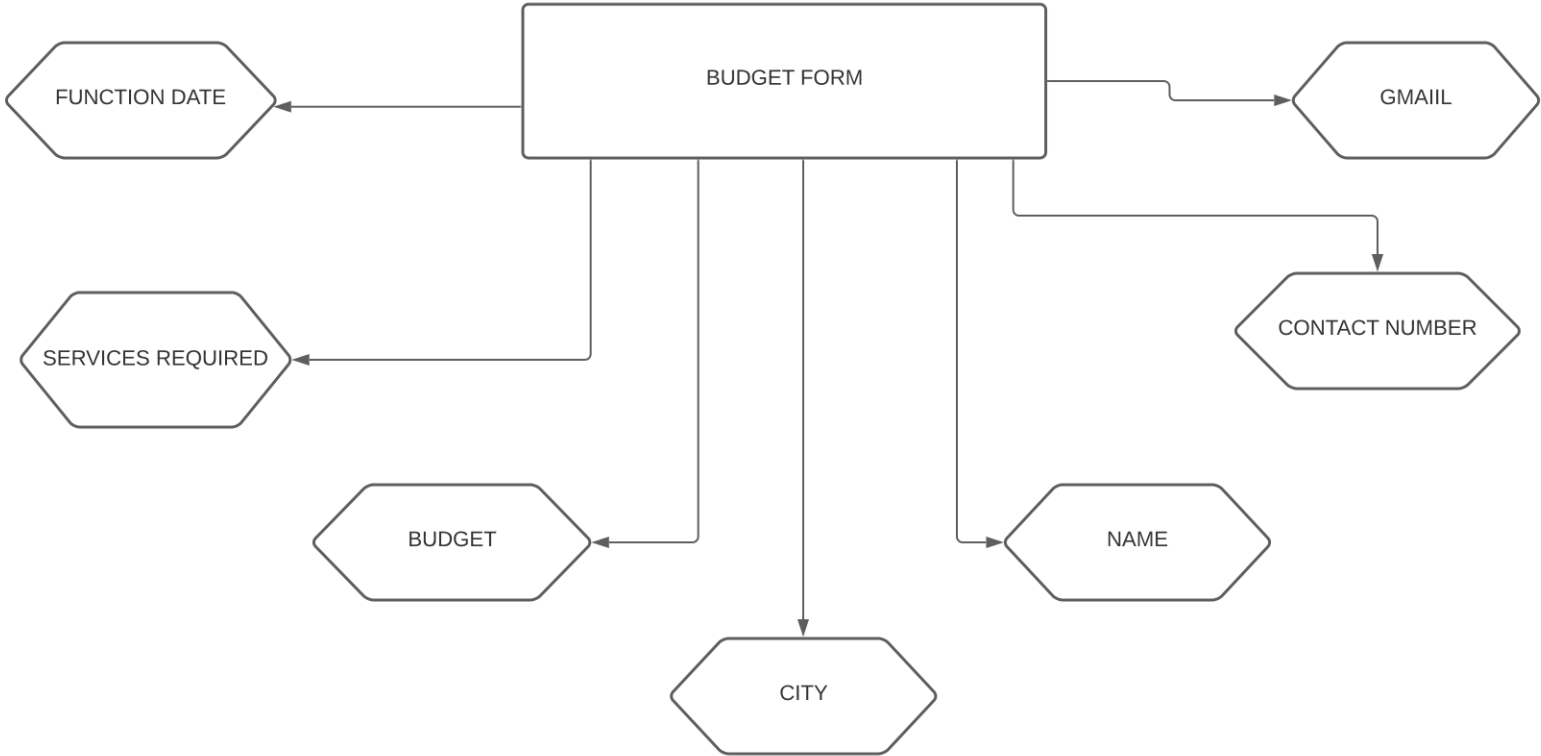 BUDGET FORM
FUNCTION DATE
GMAIIL
CONTACT NUMBER
SERVICES REQUIRED
BUDGET
NAME
CITY